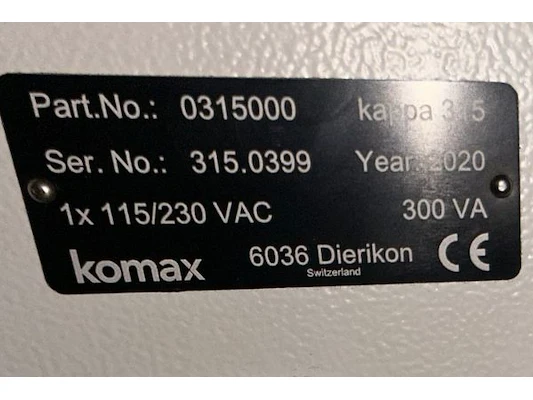 Part.No.: 0315000 kappa 315
Ser. No.: 315.0399 Year: 2020
1x 115/230 VAC 300 VA
komax 6036 Dierikon CE
Switzerland